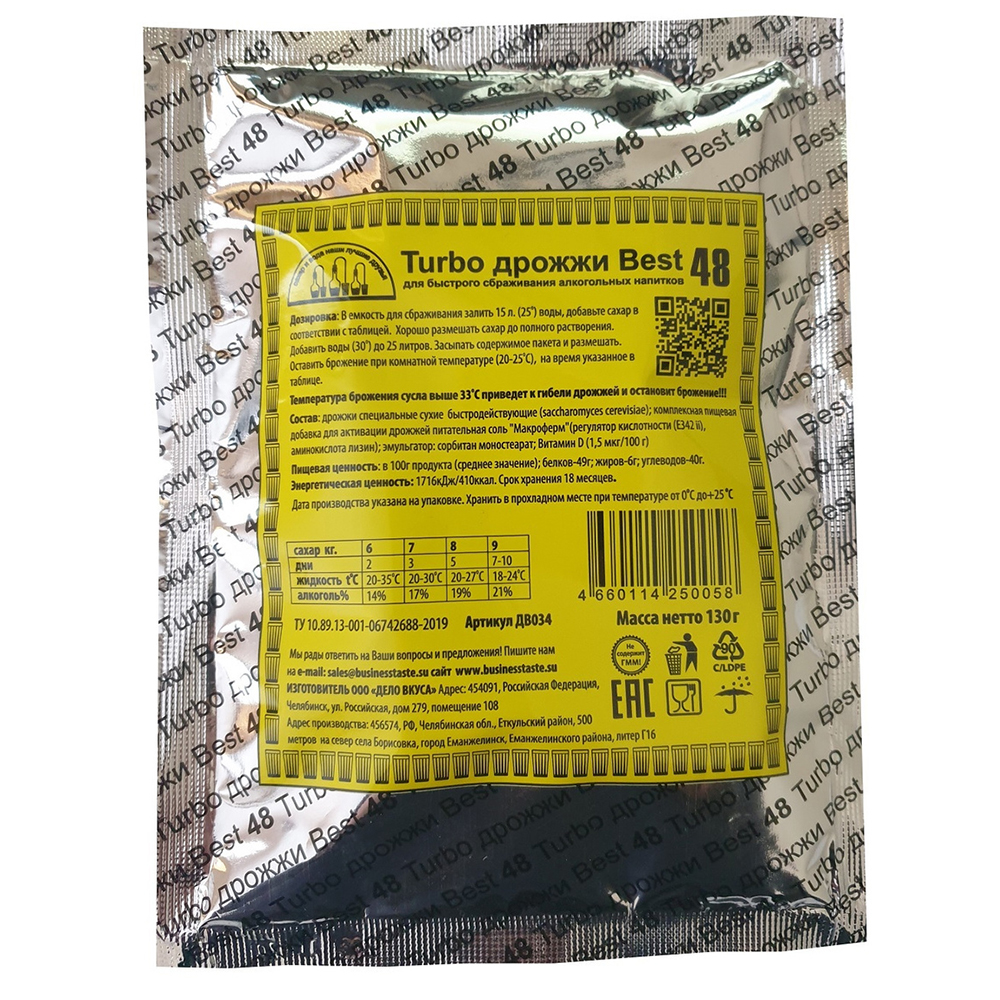 Turbo дрожжи Best 48
сахар и вода наши лучшие друзья
Turbo дрожжи Best 48
для быстрого сбраживания алкогольных напитков
Дозировка: В емкость для сбраживания залить 15 л. (25°) воды, добавьте сахар в
соответствии с таблицей. Хорошо размешать сахар до полного растворения.
Добавить воды (30°) до 25 литров. Засыпать содержимое пакета и размешать.
Оставить брожение при комнатной температуре (20-25°С), на время указанное в
таблице.
Температура брожения сусла выше 33°С приведет к гибели дрожжей и остановит брожение!!!
Состав: дрожжи специальные сухие быстродействующие (saccharomyces cerevisiae); комплексная пищевая
добавка для активации дрожжей питательная соль "Макроферм"(регулятор кислотности (Е342 ii),
аминокислота лизин); эмульгатор: сорбитан моностеарат; Витамин D (1,5 мкг/100 г)
Пищевая ценность: в 100г продукта (среднее значение); белков-49г; жиров-6г; углеводов-40г.
Энергетическая ценность: 1716кДж/410ккал. Срок хранения 18 месяцев.
Дата производства указана на упаковке. Хранить в прохладном месте при температуре от 0°С до+25°С
сахар кг. 6 7 8 9
дни 2 3 5 7-10
жидкость t°С 20-35°С 20-30°С 20-27°С 18-24°С
алкоголь% 14% 17% 19% 21%
4 660114 250058
ТУ 10.89.13-001-06742688-2019 Артикул ДВ034
Масса нетто 130 г
Мы рады ответить на Ваши вопросы и предложения! Пишите нам
на e-mail: sales@businesstaste.su сайт www.businesstaste.su
ИЗГОТОВИТЕЛЬ ООО «ДЕЛО ВКУСА» Адрес: 454091, Российская Федерация,
Челябинск, ул. Российская, дом 279, помещение 108
Адрес производства: 456574, РФ, Челябинская обл., Еткульский район, 500
метров на север села Борисовка, город Еманжелинск, Еманжелинского района, литер Г16
Не
содержит
ГММ!
90
C/LDPE
EAC
Turbo дрожжи Best 48